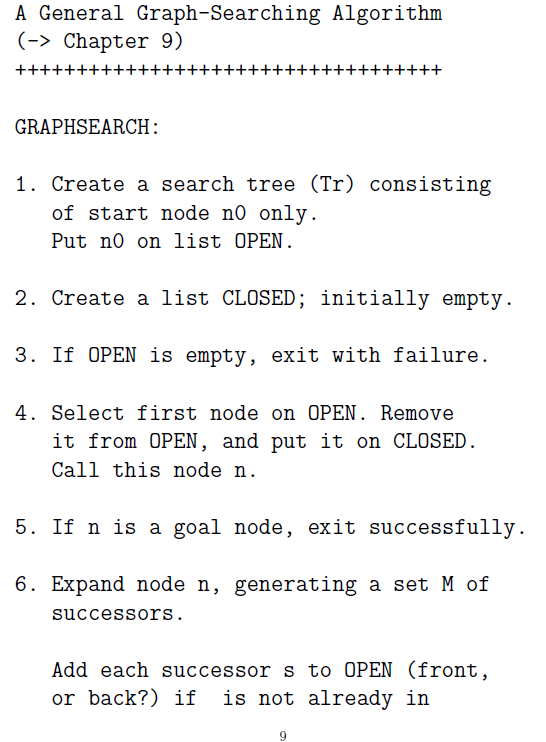 A General Graph-Searching Algorithm
(-> Chapter 9)
+++++++++++++++++++++++++++++++++++
GRAPHSEARCH:
1. Create a search tree (Tr) consisting
of start node n0 only.
Put n0 on list OPEN.
2. Create a list CLOSED; initially empty.
3. If OPEN is empty, exit with failure.
4. Select first node on OPEN. Remove
it from OPEN, and put it on CLOSED.
Call this node n.
5. If n is a goal node, exit successfully.
6. Expand node n, generating a set M of
successors.
Add each successor s to OPEN (front,
or back?) if  is not already in
9